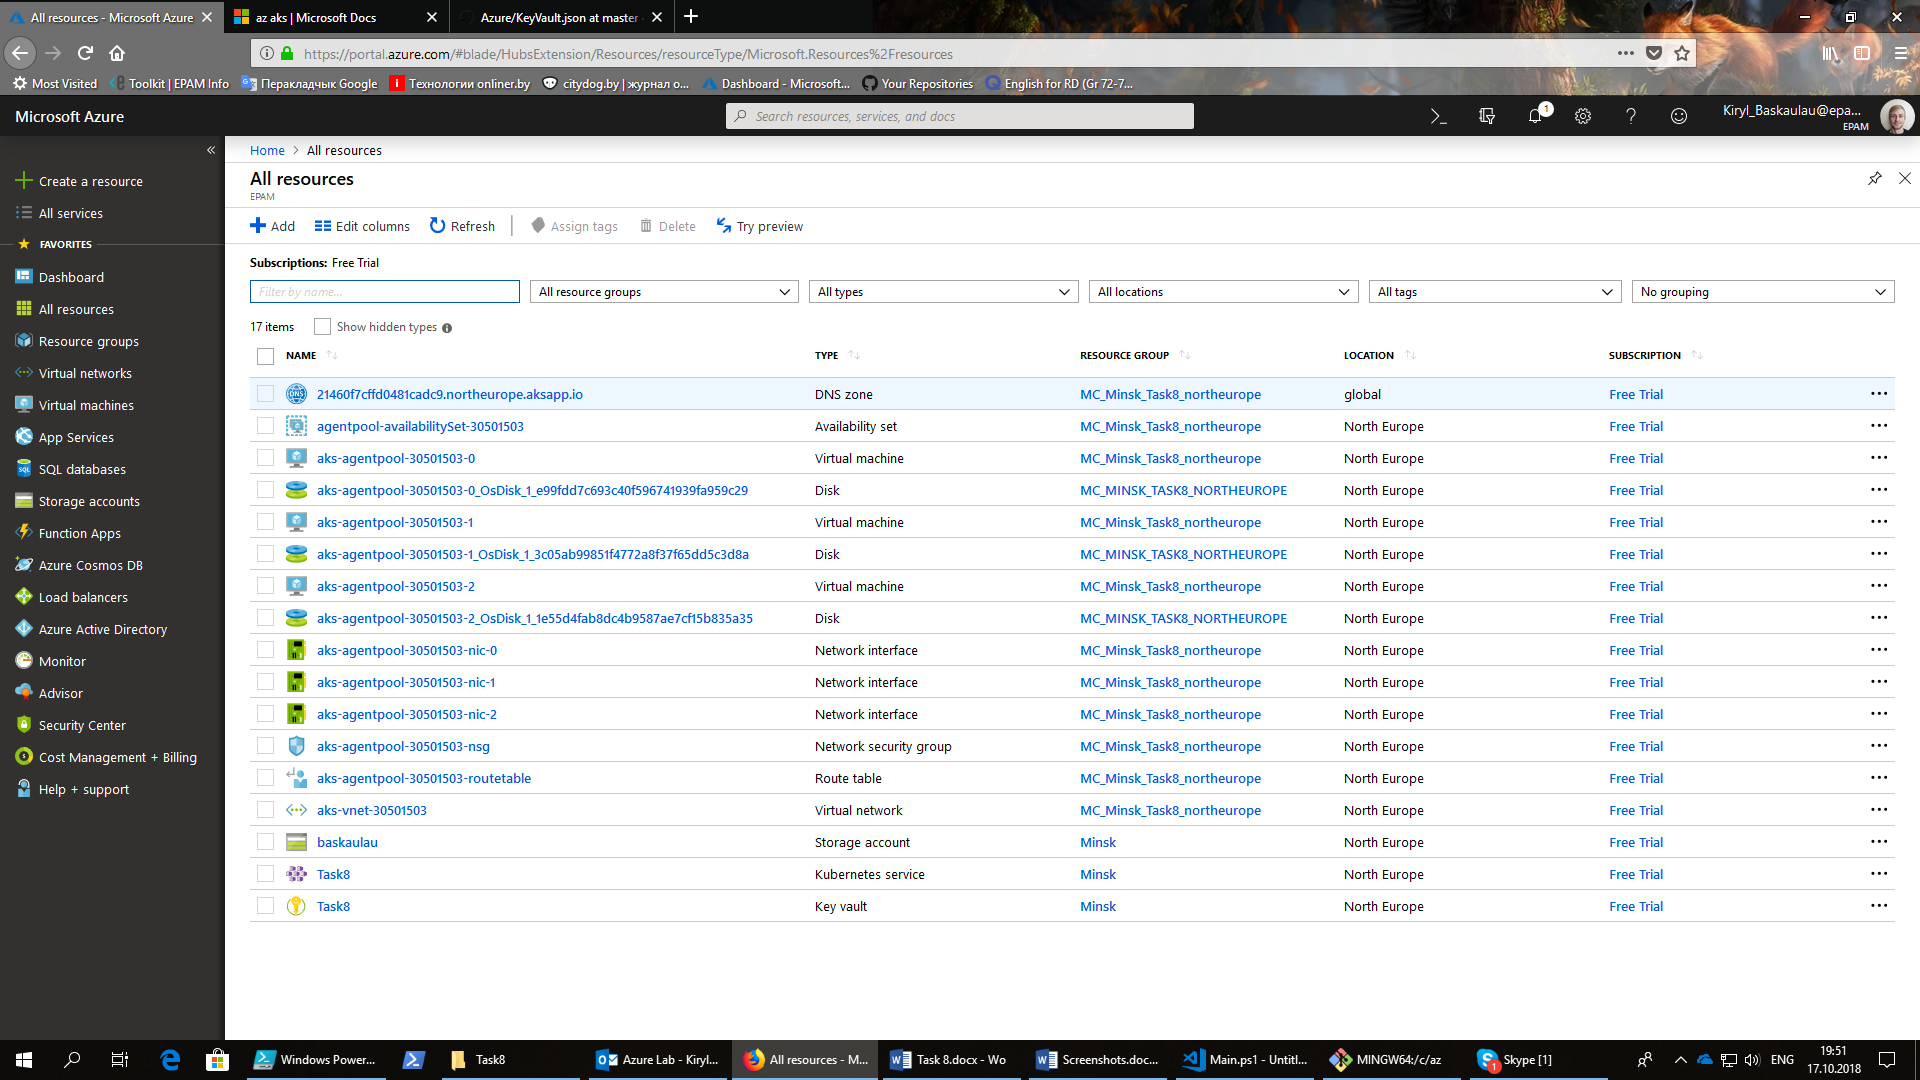 All resources - Microsoft Azure
az aks | Microsoft Docs
Azure/KeyVault.json at master
https://portal.azure.com/#blade/HubsExtension/Resources/resourceType/Microsoft.Resources%2Fresources
Most Visited
Toolkit | EPAM Info
Перакладчык Google
Технологии onliner.by
citydog.by | журнал о...
Dashboard - Microsoft...
Your Repositories
English for RD (Gr 72-7...
Microsoft Azure
Search resources, services, and docs
1
Kiryl_Baskaulau@epa...
EPAM
Create a resource
All services
FAVORITES
Dashboard
All resources
Resource groups
Virtual networks
Virtual machines
App Services
SQL databases
Storage accounts
Function Apps
Azure Cosmos DB
Load balancers
Azure Active Directory
Monitor
Advisor
Security Center
Cost Management + Billing
Help + support
Home > All resources
All resources
EPAM
Add Edit columns Refresh Assign tags Delete Try preview
Subscriptions: Free Trial
Filter by name... All resource groups All types All locations All tags No grouping
17 items Show hidden types
NAME TYPE RESOURCE GROUP LOCATION SUBSCRIPTION
21460f7cffd0481cadc9.northeurope.aksapp.io DNS zone MC_Minsk_Task8_northeurope global Free Trial
agentpool-availabilitySet-30501503 Availability set MC_Minsk_Task8_northeurope North Europe Free Trial
aks-agentpool-30501503-0 Virtual machine MC_Minsk_Task8_northeurope North Europe Free Trial
aks-agentpool-30501503-0_OsDisk_1_e99fdd7c693c40f596741939fa959c29 Disk MC_MINSK_TASK8_NORTHEUROPE North Europe Free Trial
aks-agentpool-30501503-1 Virtual machine MC_Minsk_Task8_northeurope North Europe Free Trial
aks-agentpool-30501503-1_OsDisk_1_3c05ab99851f4772a8f37f65dd5c3d8a Disk MC_MINSK_TASK8_NORTHEUROPE North Europe Free Trial
aks-agentpool-30501503-2 Virtual machine MC_Minsk_Task8_northeurope North Europe Free Trial
aks-agentpool-30501503-2_OsDisk_1_1e55d4fab8dc4b9587ae7cf15b835a35 Disk MC_MINSK_TASK8_NORTHEUROPE North Europe Free Trial
aks-agentpool-30501503-nic-0 Network interface MC_Minsk_Task8_northeurope North Europe Free Trial
aks-agentpool-30501503-nic-1 Network interface MC_Minsk_Task8_northeurope North Europe Free Trial
aks-agentpool-30501503-nic-2 Network interface MC_Minsk_Task8_northeurope North Europe Free Trial
aks-agentpool-30501503-nsg Network security group MC_Minsk_Task8_northeurope North Europe Free Trial
aks-agentpool-30501503-routetable Route table MC_Minsk_Task8_northeurope North Europe Free Trial
aks-vnet-30501503 Virtual network MC_Minsk_Task8_northeurope North Europe Free Trial
baskaulau Storage account Minsk North Europe Free Trial
Task8 Kubernetes service Minsk North Europe Free Trial
Task8 Key vault Minsk North Europe Free Trial
Windows Power...
Task8
Azure Lab - Kiryl...
All resources - M...
Task 8.docx - Wo
Screenshots.doc...
Main.ps1 - Untitl...
MINGW64:/c/az
Skype [1]
ENG
19:51
17.10.2018